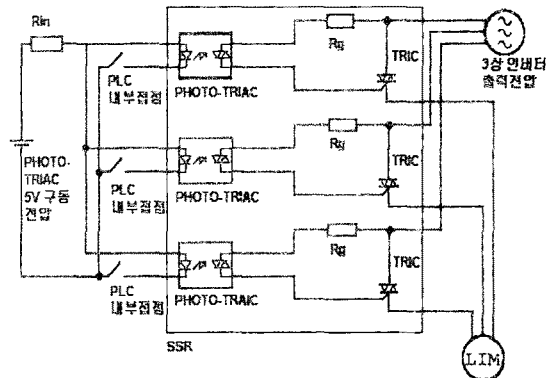 Rin
Rg
TRIC
3상 인버터
출력전압
PLC
내부접점
PHOTO-TRIAC
Rg
TRIC
PHOTO-
TRIAC
5V 구동
전압
PLC
내부접점
PHOTO-TRIAC
Rg
TRIC
PLC
내부접점
PHOTO-TRAIC
SSR
LIM